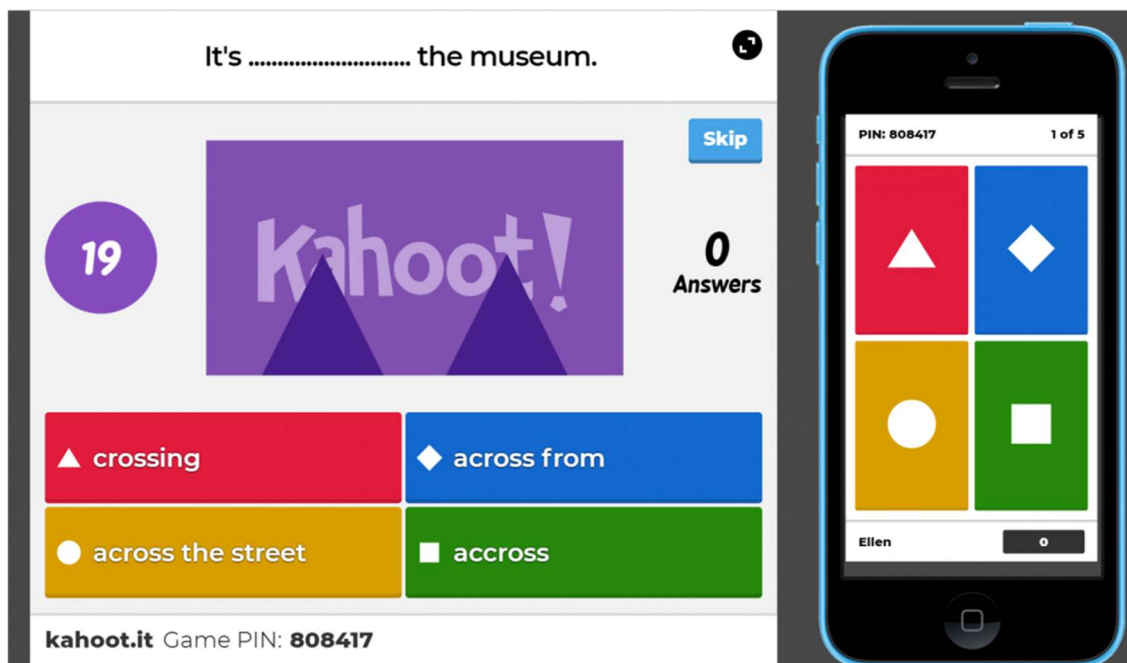 It's ............................ the museum.
Skip
19
Kahoot!
0
Answers
crossing
across from
across the street
accross
kahoot.it Game PIN: 808417
PIN: 808417 1 of 5
Ellen 0